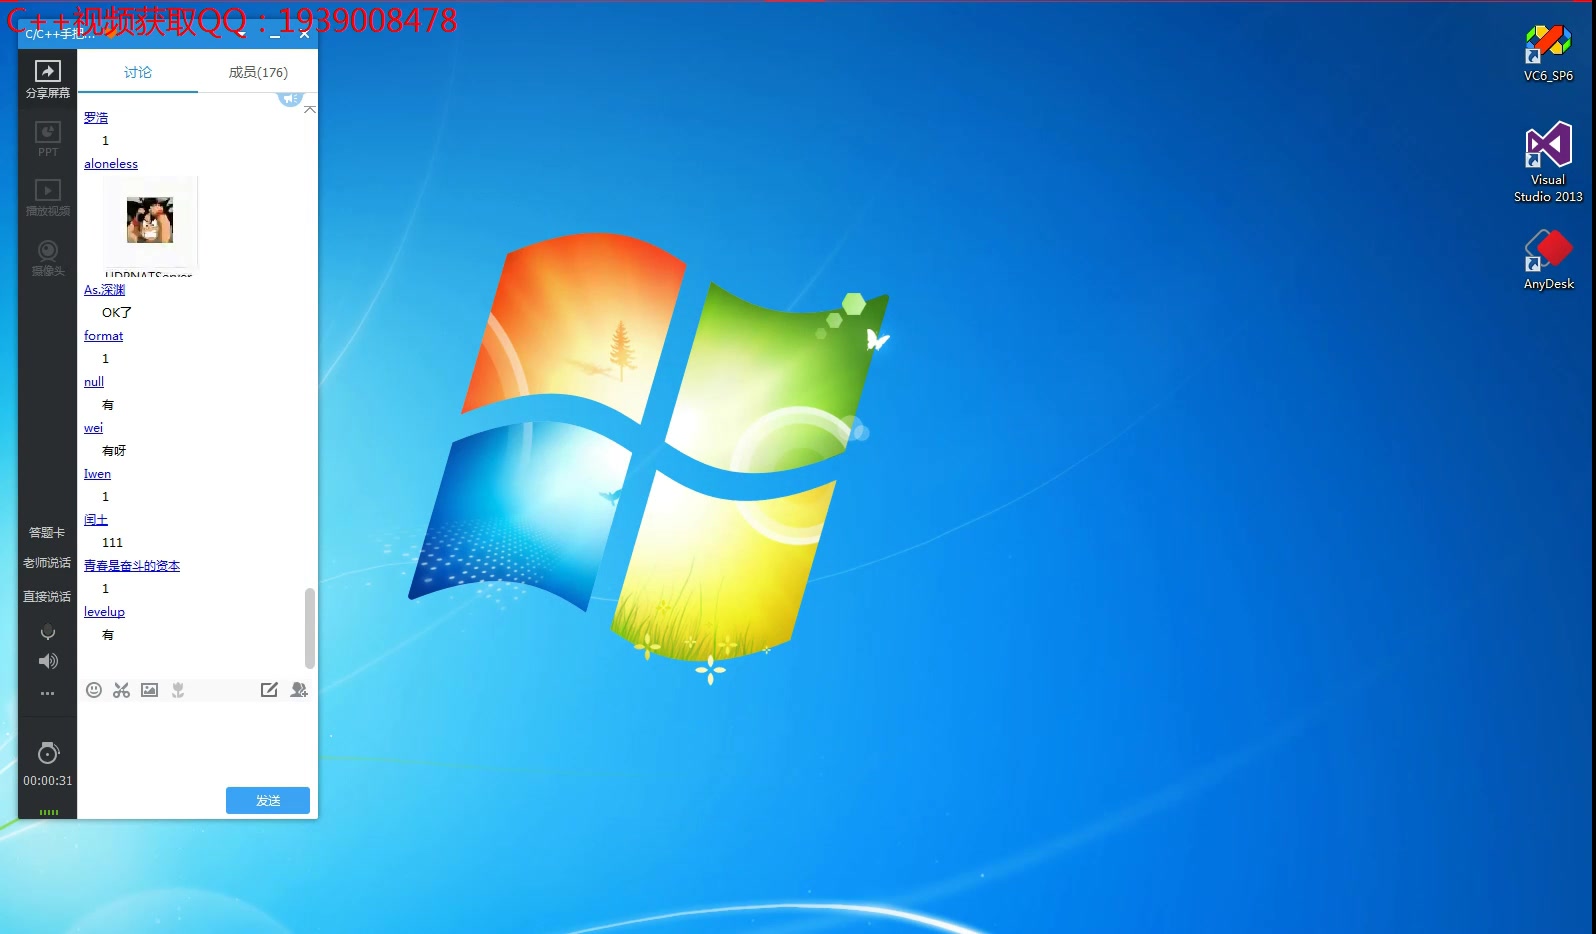 C++视频获取QQ：1939008478
C/C++手把...
分享屏幕
PPT
播放视频
摄像头
答题卡
老师说话
直接说话
00:00:31
讨论
成员(176)
罗浩
1
aloneless
UDPNATServer
As.深渊
OK了
format
1
null
有
wei
有呀
Iwen
1
闰土
111
青春是奋斗的资本
1
levelup
有
发送
VC6_SP6
Visual
Studio 2013
AnyDesk